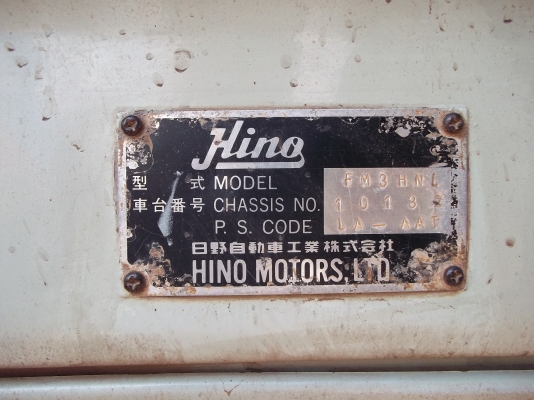 Hino
型式 MODEL FM3HNL
車台番号 CHASSIS NO.
P. S. CODE
日野自動車工業株式会社
HINO MOTORS, LTD.